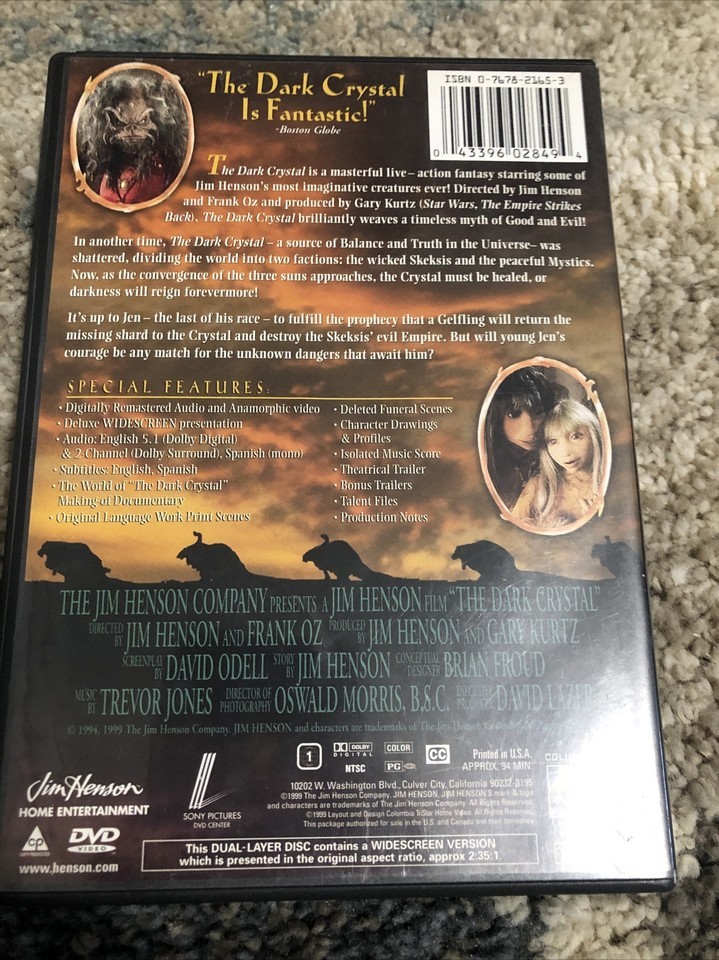 "The Dark Crystal
Is Fantastic!"
-Boston Globe
ISBN 0-7678-2165-3
0 43396 02849 4
The Dark Crystal is a masterful live–action fantasy starring some of
Jim Henson's most imaginative creatures ever! Directed by Jim Henson
and Frank Oz and produced by Gary Kurtz (Star Wars, The Empire Strikes
Back), The Dark Crystal brilliantly weaves a timeless myth of Good and Evil!
In another time, The Dark Crystal – a source of Balance and Truth in the Universe– was
shattered, dividing the world into two factions: the wicked Skeksis and the peaceful Mystics.
Now, as the convergence of the three suns approaches, the Crystal must be healed, or
darkness will reign forevermore!
It's up to Jen – the last of his race – to fulfill the prophecy that a Gelfling will return the
missing shard to the Crystal and destroy the Skeksis' evil Empire. But will young Jen's
courage be any match for the unknown dangers that await him?
SPECIAL FEATURES:
• Digitally Remastered Audio and Anamorphic video
• Deluxe WIDESCREEN presentation
• Audio: English 5.1 (Dolby Digital)
& 2-Channel (Dolby Surround), Spanish (mono)
• Subtitles: English, Spanish
• The World of "The Dark Crystal"
Making-of Documentary
• Original Language Work Print Scenes
• Deleted Funeral Scenes
• Character Drawings
& Profiles
• Isolated Music Score
• Theatrical Trailer
• Bonus Trailers
• Talent Files
• Production Notes
THE JIM HENSON COMPANY PRESENTS A JIM HENSON FILM "THE DARK CRYSTAL"
DIRECTED BY JIM HENSON AND FRANK OZ PRODUCED BY JIM HENSON AND GARY KURTZ
SCREENPLAY BY DAVID ODELL STORY BY JIM HENSON CONCEPTUAL DESIGNER BRIAN FROUD
MUSIC BY TREVOR JONES DIRECTOR OF PHOTOGRAPHY OSWALD MORRIS, B.S.C. EXECUTIVE PRODUCER DAVID LAZER
© 1994, 1999 The Jim Henson Company. JIM HENSON and characters are trademarks of The Jim Henson
Jim Henson
HOME ENTERTAINMENT
CP
DVD
VIDEO
www.henson.com
SONY PICTURES
DVD CENTER
1
DOLBY
DIGITAL
NTSC
COLOR
PG
CC
Printed in U.S.A.
APPROX. 94 MIN.
10202 W. Washington Blvd., Culver City, California 90232-3195
©1999 The Jim Henson Company. JIM HENSON, JIM HENSON'S mark & logo
and characters are trademarks of The Jim Henson Company. All Rights Reserved.
©1999 Layout and Design Columbia TriStar Home Video. All Rights Reserved.
This package authorized for sale in the U.S. and Canada and their territories
This DUAL-LAYER DISC contains a WIDESCREEN VERSION
which is presented in the original aspect ratio, approx 2:35:1.